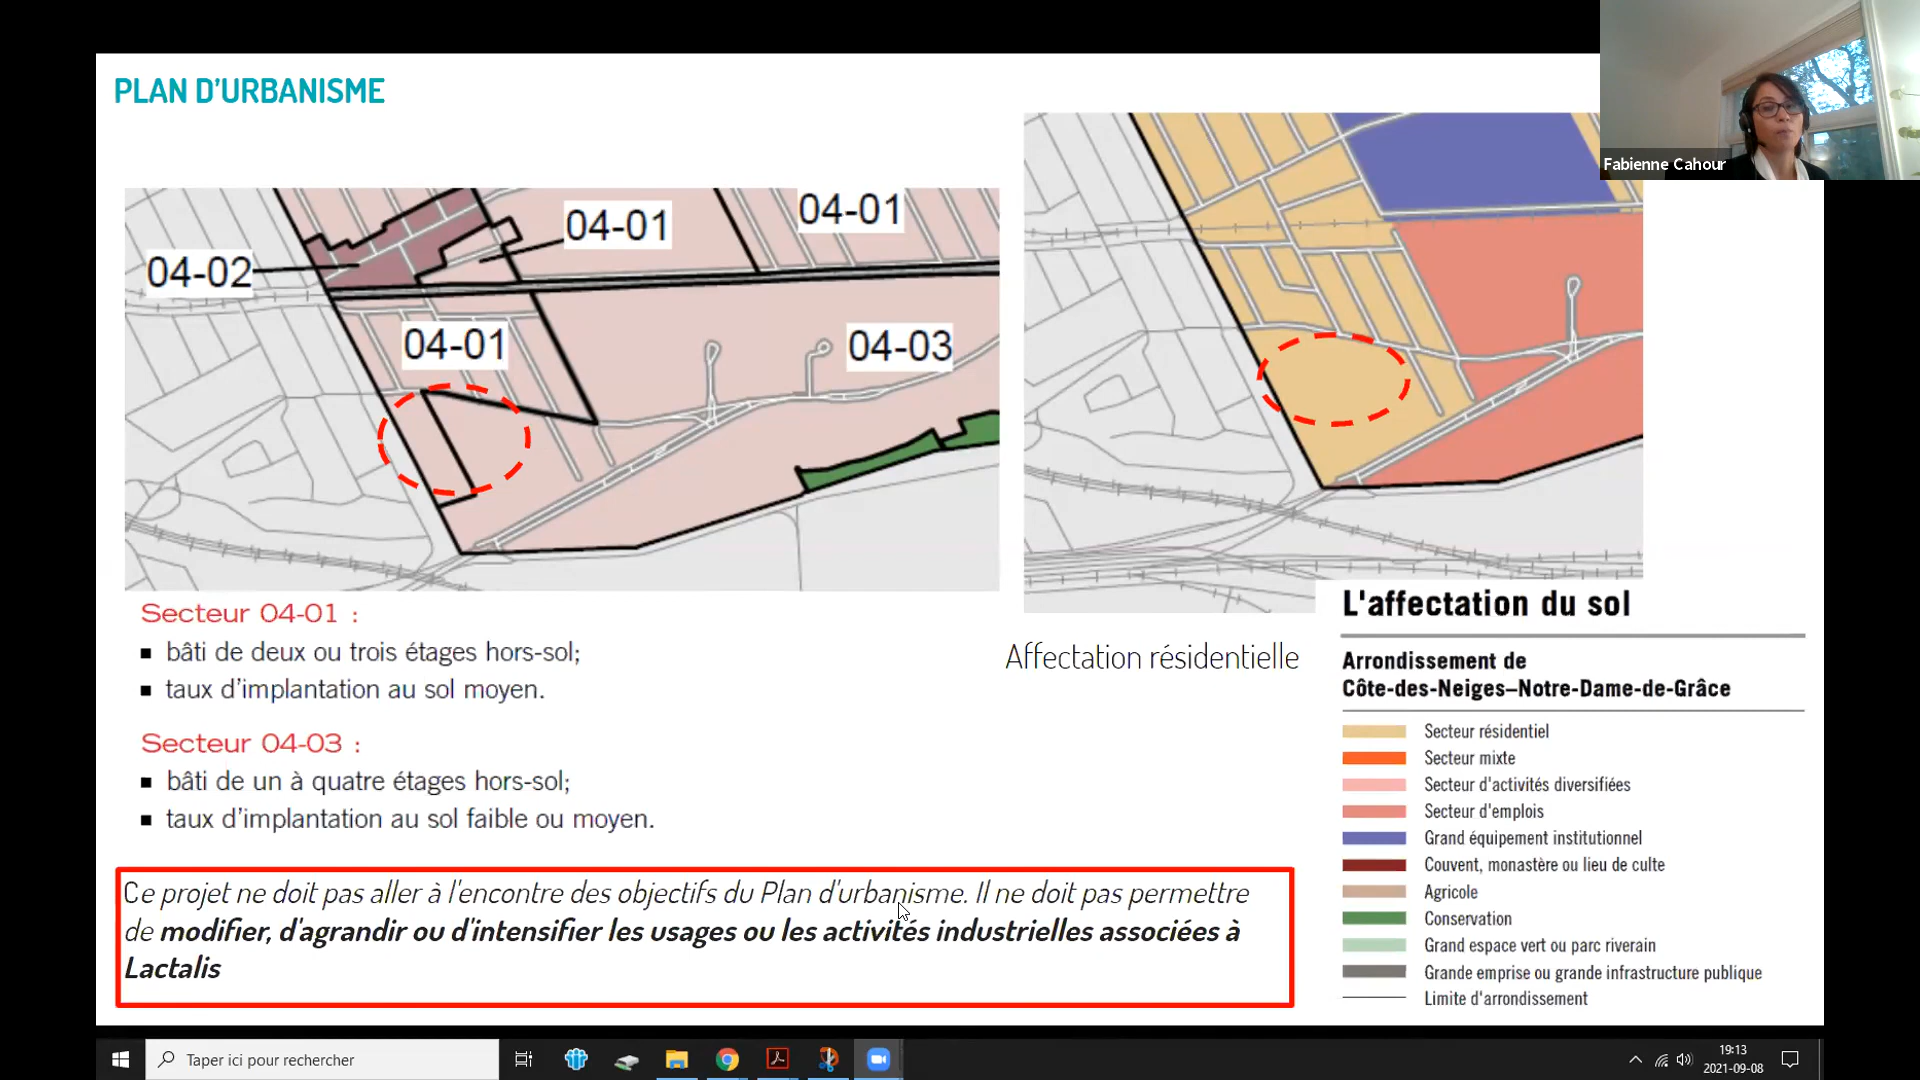 PLAN D'URBANISME
Fabienne Cahour
04-02
04-01
04-01
04-01
04-03
Secteur 04-01 :
▪ bâti de deux ou trois étages hors-sol;
▪ taux d'implantation au sol moyen.
Secteur 04-03 :
▪ bâti de un à quatre étages hors-sol;
▪ taux d'implantation au sol faible ou moyen.
Affectation résidentielle
L'affectation du sol
Arrondissement de
Côte-des-Neiges–Notre-Dame-de-Grâce
Secteur résidentiel
Secteur mixte
Secteur d'activités diversifiées
Secteur d'emplois
Grand équipement institutionnel
Couvent, monastère ou lieu de culte
Agricole
Conservation
Grand espace vert ou parc riverain
Grande emprise ou grande infrastructure publique
Limite d'arrondissement
Ce projet ne doit pas aller à l'encontre des objectifs du Plan d'urbanisme. Il ne doit pas permettre
de modifier, d'agrandir ou d'intensifier les usages ou les activités industrielles associées à
Lactalis
Taper ici pour rechercher
19:13
2021-09-08